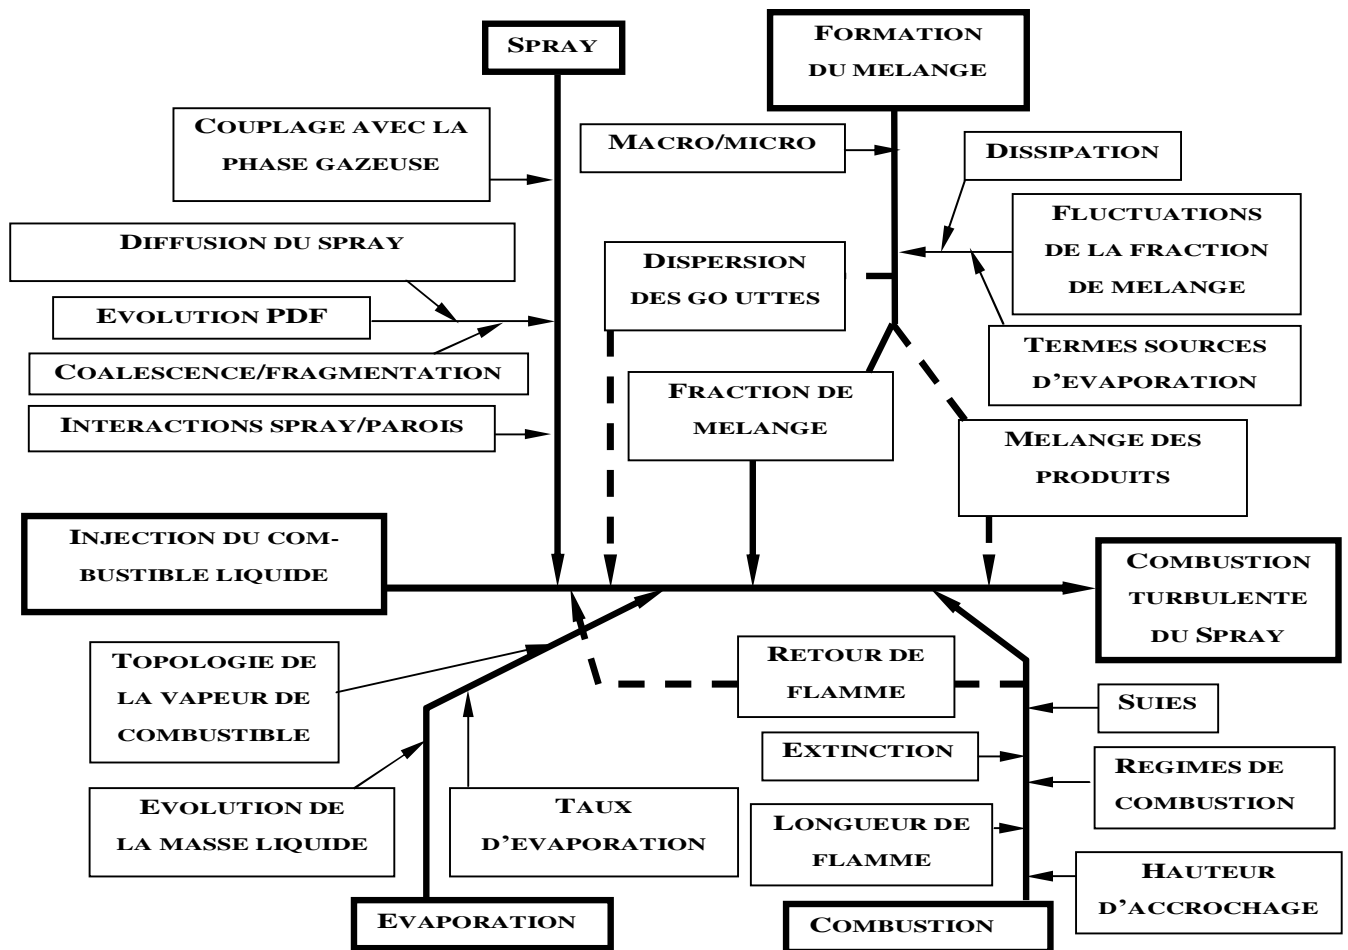 SPRAY
FORMATION
DU MELANGE
COUPLAGE AVEC LA
PHASE GAZEUSE
MACRO/MICRO
DISSIPATION
DIFFUSION DU SPRAY
DISPERSION
DES GO UTTES
FLUCTUATIONS
DE LA FRACTION
DE MELANGE
EVOLUTION PDF
COALESCENCE/FRAGMENTATION
TERMES SOURCES
D’EVAPORATION
INTERACTIONS SPRAY/PAROIS
FRACTION DE
MELANGE
MELANGE DES
PRODUITS
INJECTION DU COM-
BUSTIBLE LIQUIDE
COMBUSTION
TURBULENTE
DU SPRAY
TOPOLOGIE DE
LA VAPEUR DE
COMBUSTIBLE
RETOUR DE
FLAMME
SUIES
EXTINCTION
REGIMES DE
COMBUSTION
EVOLUTION DE
LA MASSE LIQUIDE
TAUX
D’EVAPORATION
LONGUEUR DE
FLAMME
HAUTEUR
D’ACCROCHAGE
EVAPORATION
COMBUSTION